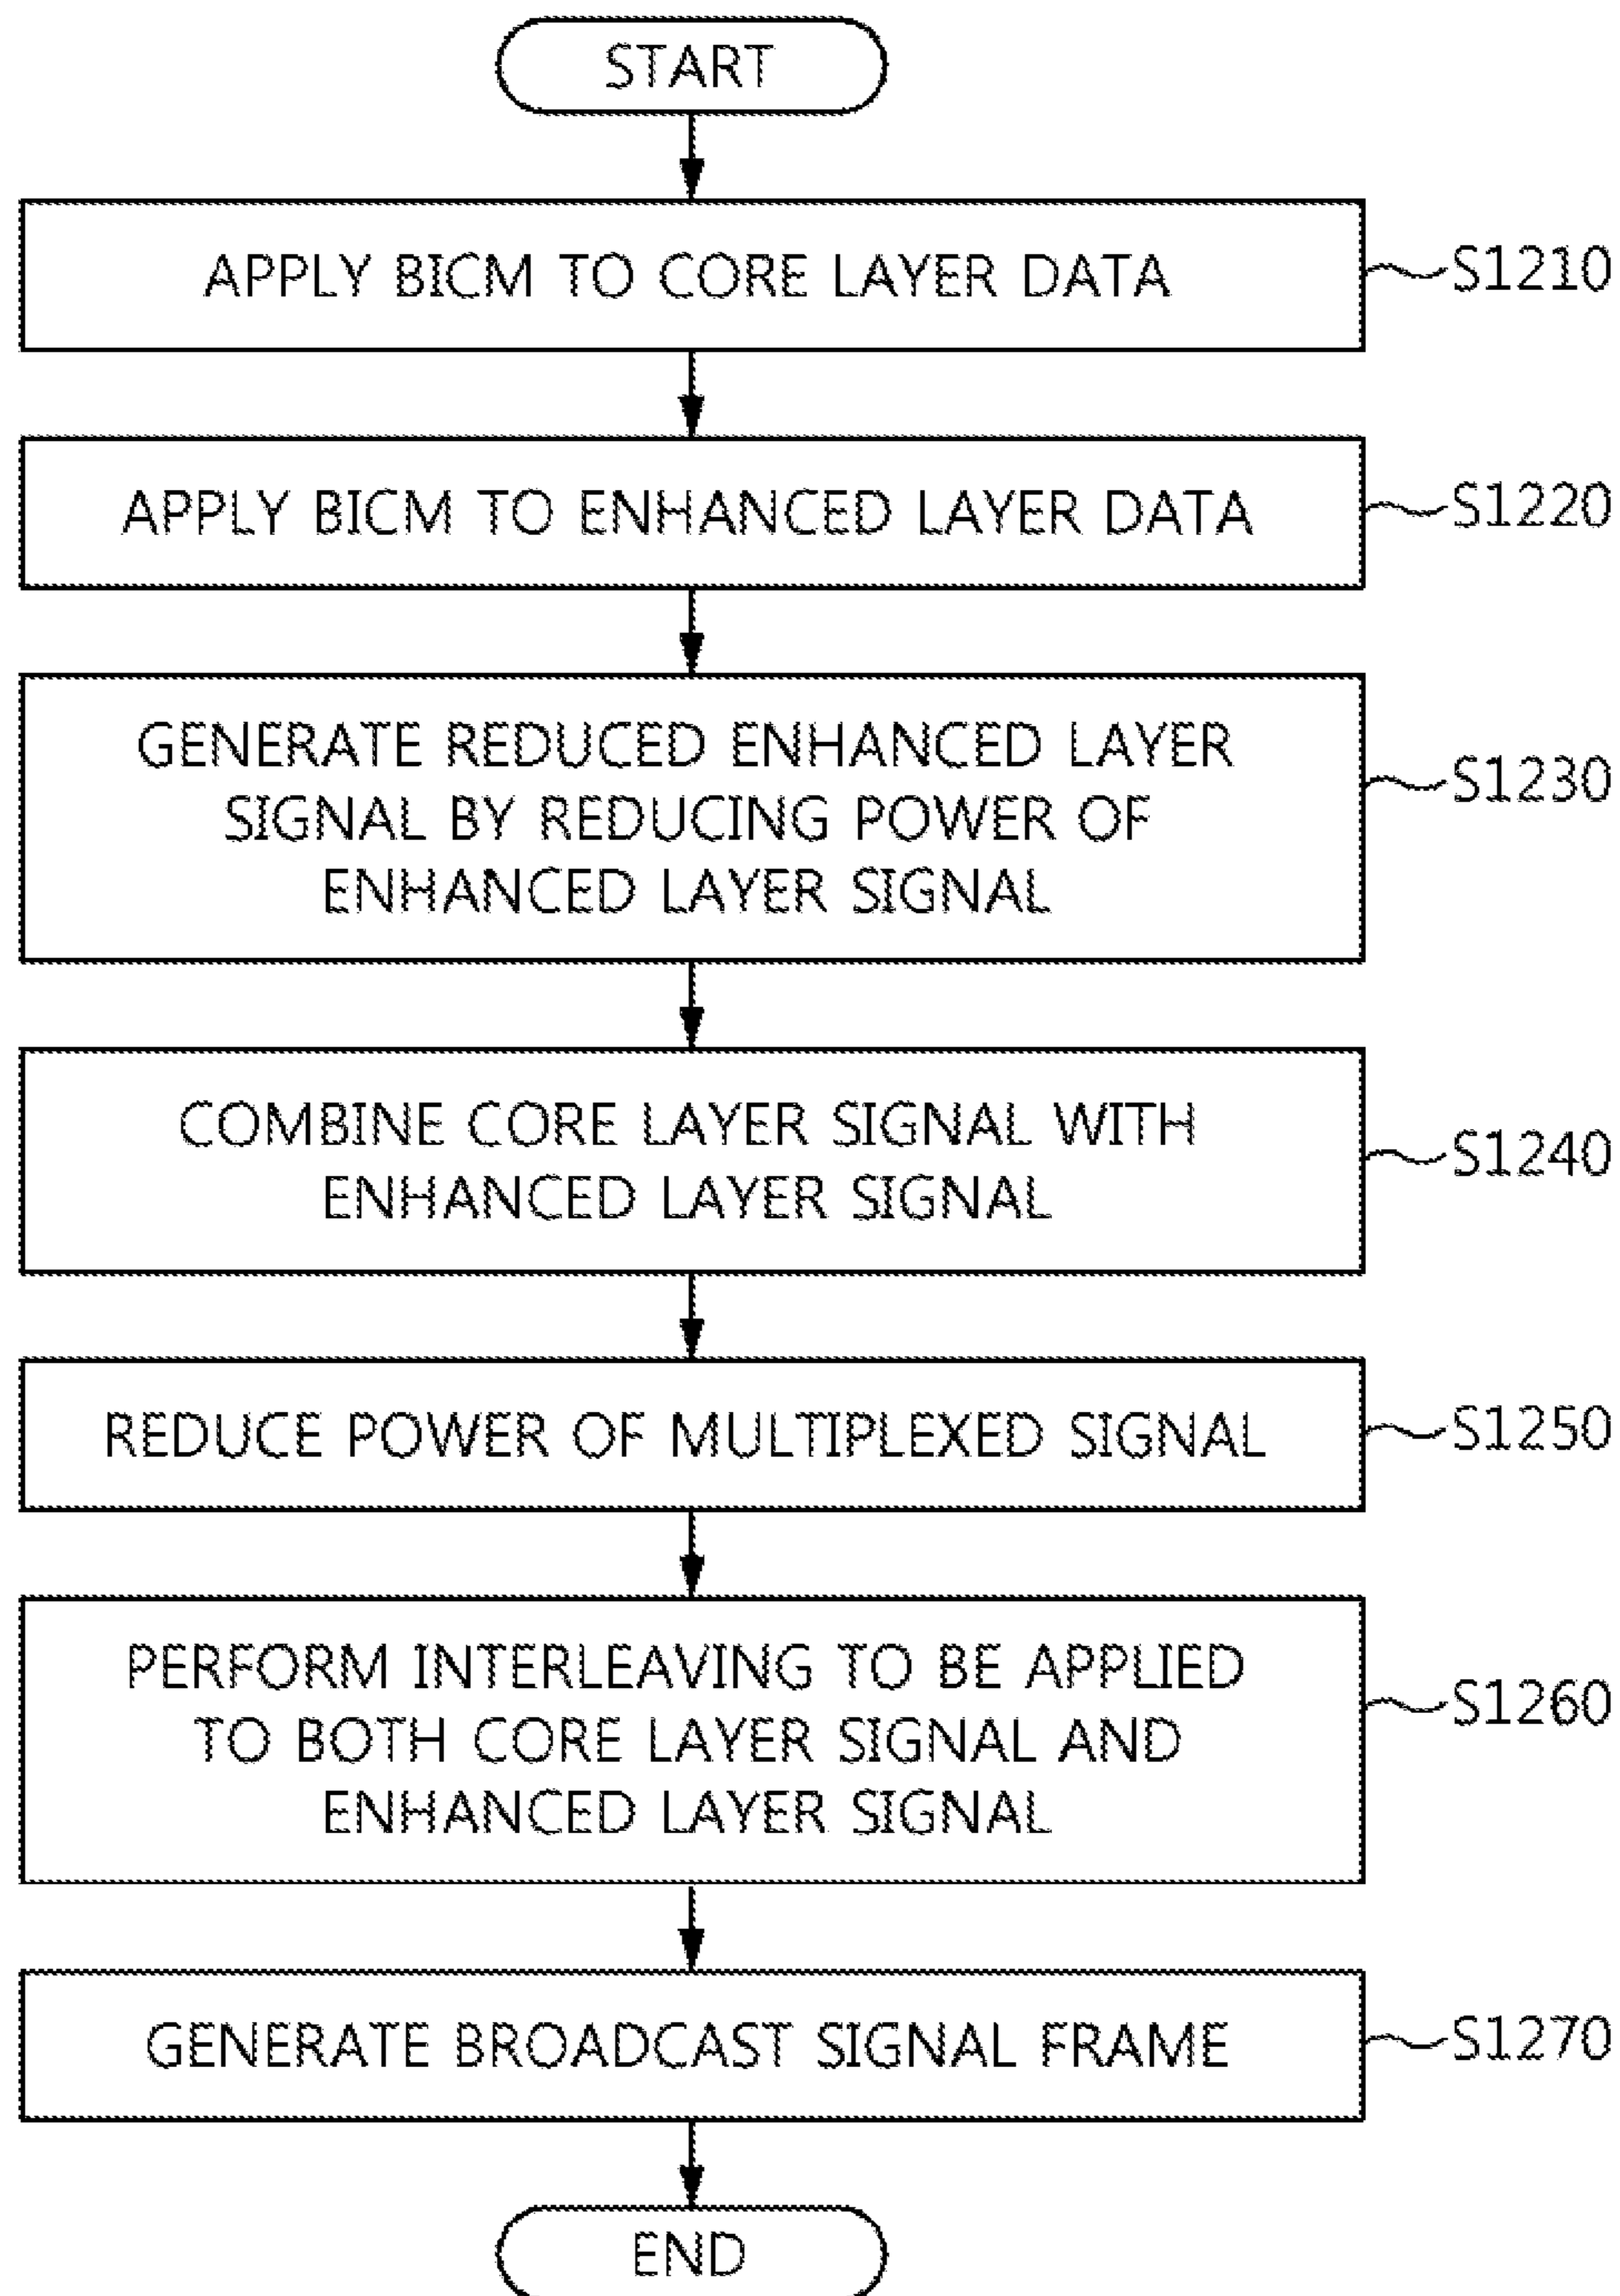 START
APPLY BICM TO CORE LAYER DATA
S1210
APPLY BICM TO ENHANCED LAYER DATA
S1220
GENERATE REDUCED ENHANCED LAYER
SIGNAL BY REDUCING POWER OF
ENHANCED LAYER SIGNAL
S1230
COMBINE CORE LAYER SIGNAL WITH
ENHANCED LAYER SIGNAL
S1240
REDUCE POWER OF MULTIPLEXED SIGNAL
S1250
PERFORM INTERLEAVING TO BE APPLIED
TO BOTH CORE LAYER SIGNAL AND
ENHANCED LAYER SIGNAL
S1260
GENERATE BROADCAST SIGNAL FRAME
S1270
END